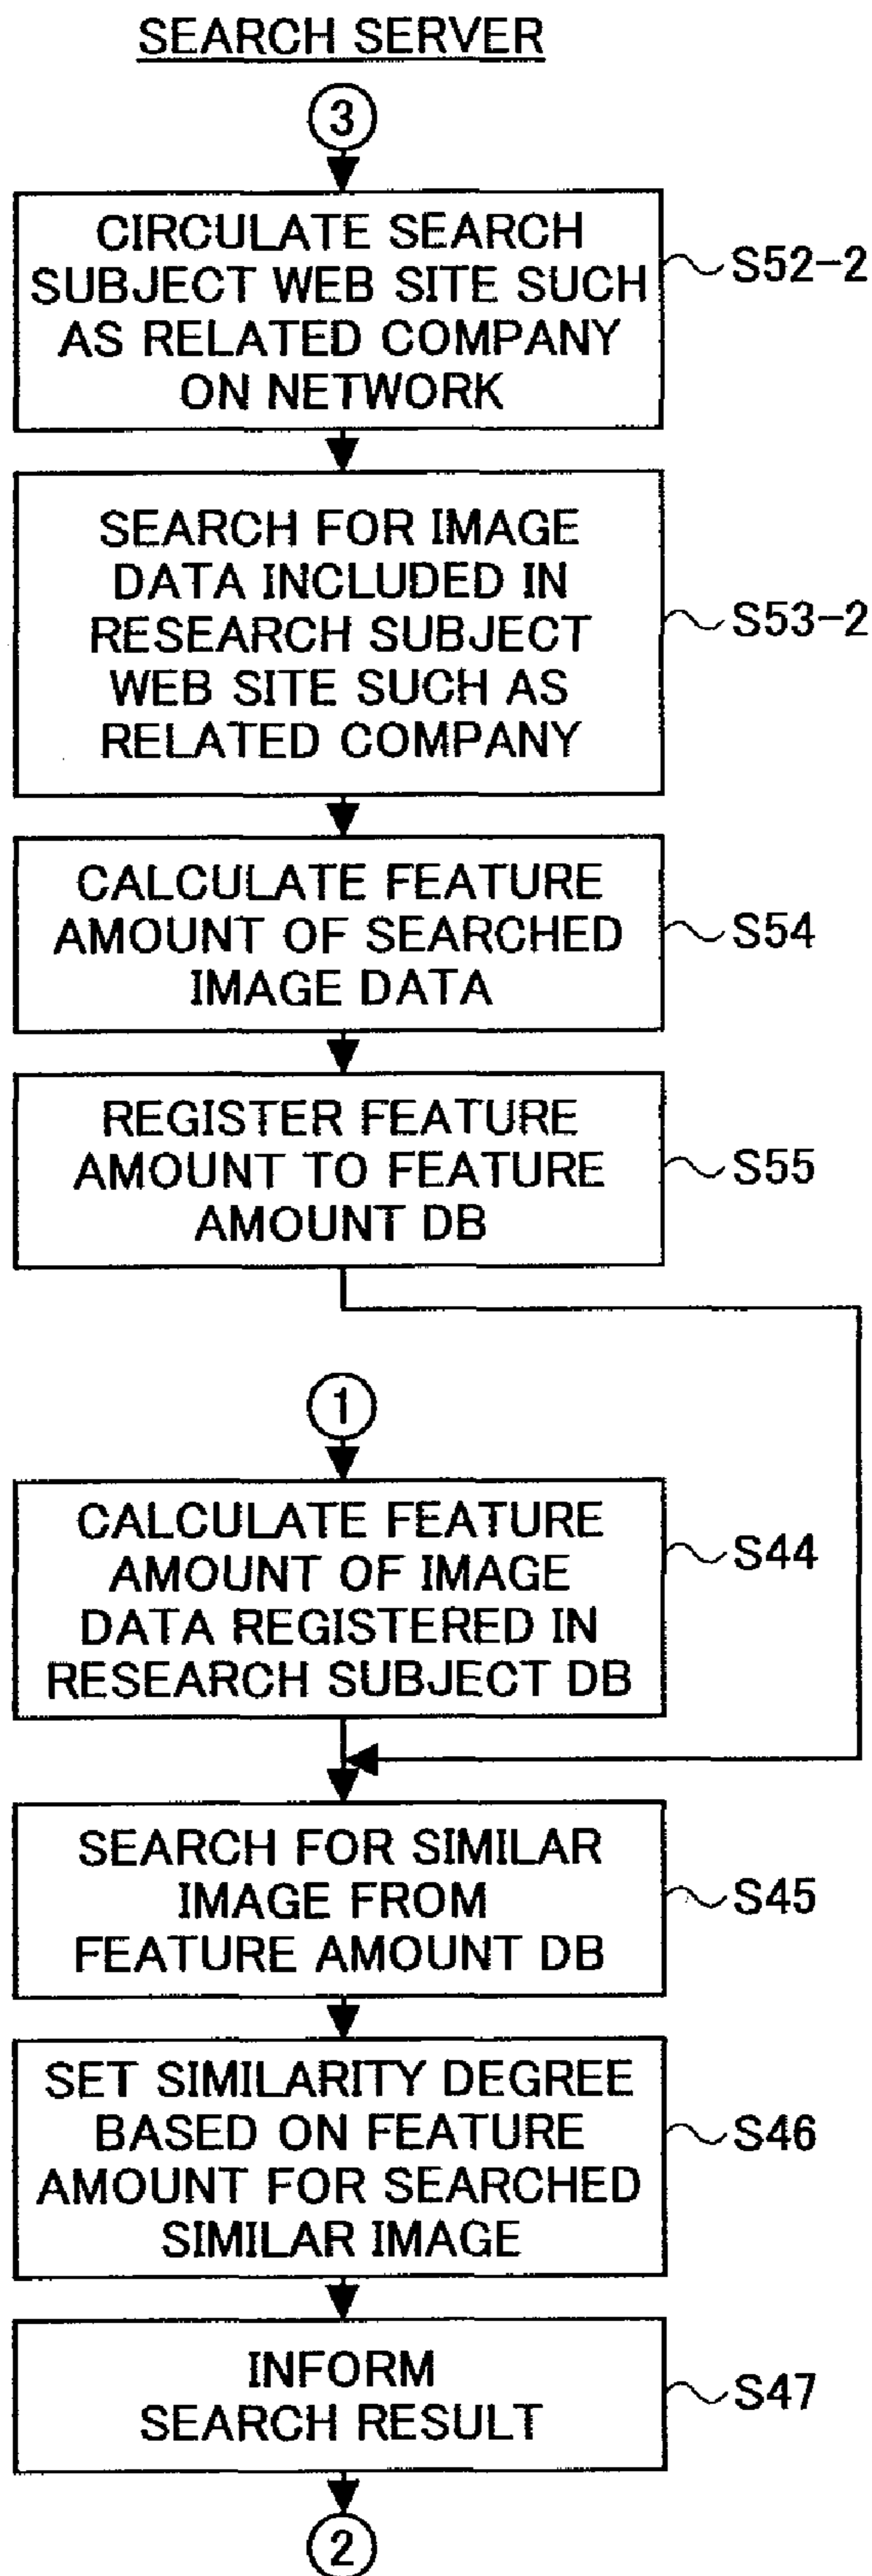 SEARCH SERVER
3
CIRCULATE SEARCH
SUBJECT WEB SITE SUCH
AS RELATED COMPANY
ON NETWORK
S52-2
SEARCH FOR IMAGE
DATA INCLUDED IN
RESEARCH SUBJECT
WEB SITE SUCH AS
RELATED COMPANY
S53-2
CALCULATE FEATURE
AMOUNT OF SEARCHED
IMAGE DATA
S54
REGISTER FEATURE
AMOUNT TO FEATURE
AMOUNT DB
S55
1
CALCULATE FEATURE
AMOUNT OF IMAGE
DATA REGISTERED IN
RESEARCH SUBJECT DB
S44
SEARCH FOR SIMILAR
IMAGE FROM
FEATURE AMOUNT DB
S45
SET SIMILARITY DEGREE
BASED ON FEATURE
AMOUNT FOR SEARCHED
SIMILAR IMAGE
S46
INFORM
SEARCH RESULT
S47
2